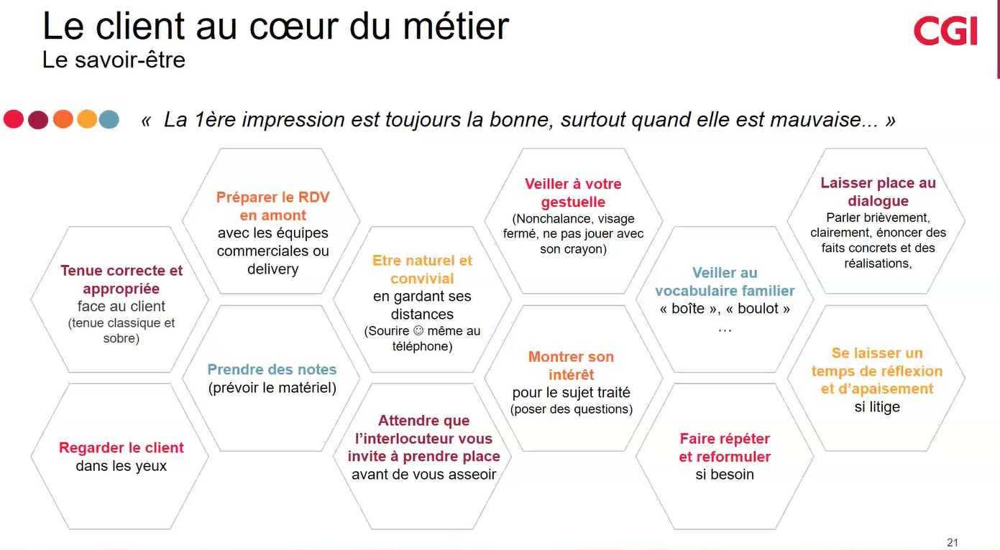 Le client au cœur du métier
Le savoir-être
CGI
« La 1ère impression est toujours la bonne, surtout quand elle est mauvaise... »
Tenue correcte et
appropriée
face au client
(tenue classique et
sobre)
Regarder le client
dans les yeux
Préparer le RDV
en amont
avec les équipes
commerciales ou
delivery
Prendre des notes
(prévoir le matériel)
Etre naturel et
convivial
en gardant ses
distances
(Sourire ☺ même au
téléphone)
Attendre que
l’interlocuteur vous
invite à prendre place
avant de vous asseoir
Veiller à votre
gestuelle
(Nonchalance, visage
fermé, ne pas jouer avec
son crayon)
Montrer son
intérêt
pour le sujet traité
(poser des questions)
Veiller au
vocabulaire familier
« boîte », « boulot »
…
Faire répéter
et reformuler
si besoin
Laisser place au
dialogue
Parler brièvement,
clairement, énoncer des
faits concrets et des
réalisations,
Se laisser un
temps de réflexion
et d’apaisement
si litige
21